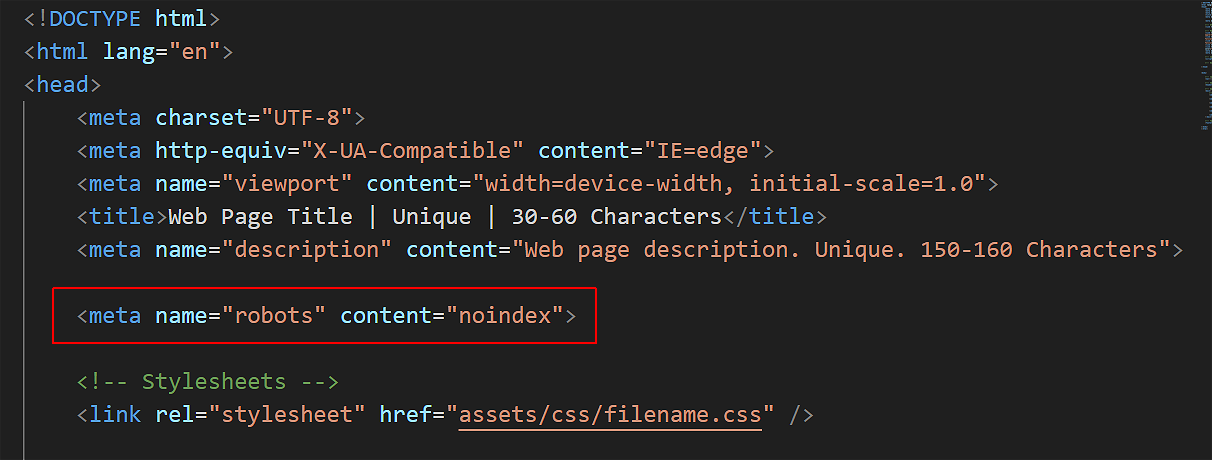 <!DOCTYPE html>
<html lang="en">
<head>
<meta charset="UTF-8">
<meta http-equiv="X-UA-Compatible" content="IE=edge">
<meta name="viewport" content="width=device-width, initial-scale=1.0">
<title>Web Page Title | Unique | 30-60 Characters</title>
<meta name="description" content="Web page description. Unique. 150-160 Characters">
<meta name="robots" content="noindex">
<!-- Stylesheets -->
<link rel="stylesheet" href="assets/css/filename.css" />